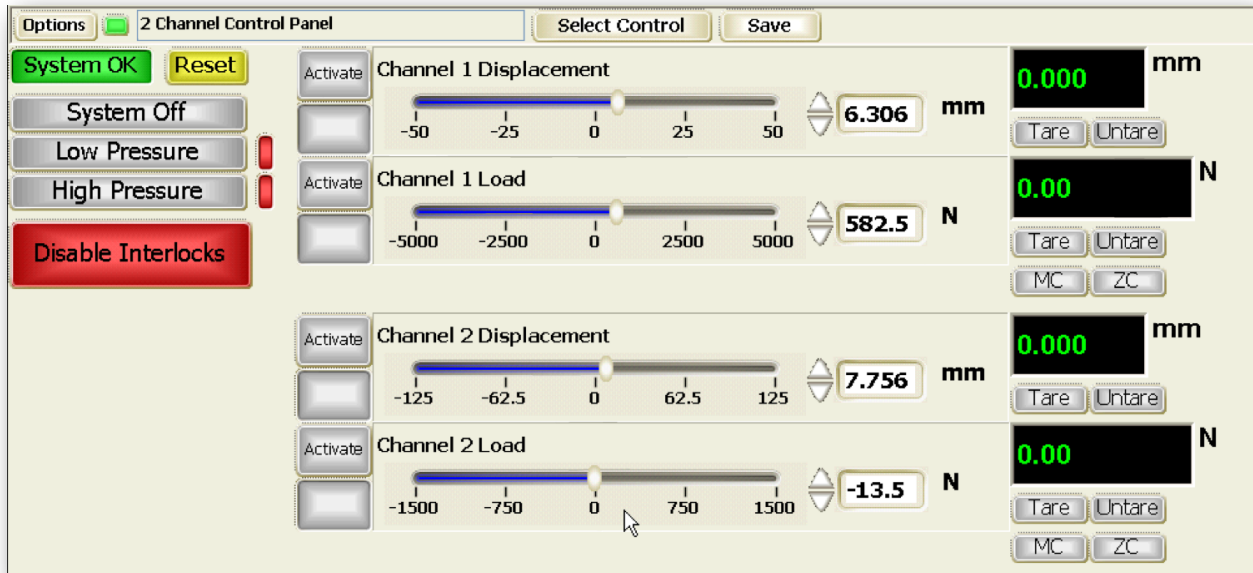 Options 2 Channel Control Panel Select Control Save
System OK Reset
System Off
Low Pressure
High Pressure
Disable Interlocks
Activate Channel 1 Displacement
-50 -25 0 25 50
6.306 mm
0.000 mm
Tare Untare
Activate Channel 1 Load
-5000 -2500 0 2500 5000
582.5 N
0.00 N
Tare Untare
MC ZC
Activate Channel 2 Displacement
-125 -62.5 0 62.5 125
7.756 mm
0.000 mm
Tare Untare
Activate Channel 2 Load
-1500 -750 0 750 1500
-13.5 N
0.00 N
Tare Untare
MC ZC